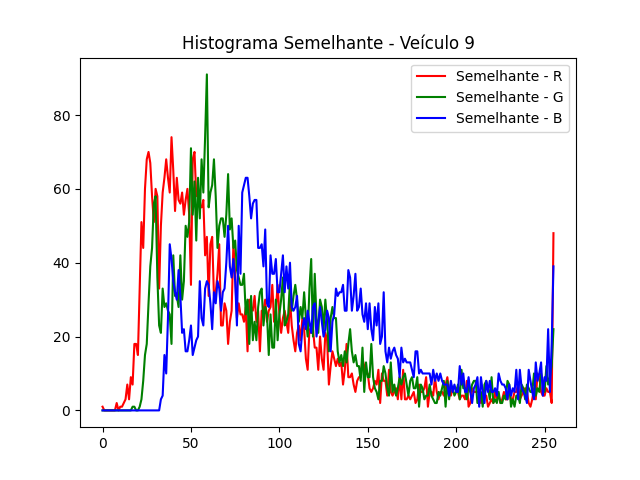 Histograma Semelhante - Veículo 9
Semelhante - R
Semelhante - G
Semelhante - B
80
60
40
20
0
0 50 100 150 200 250